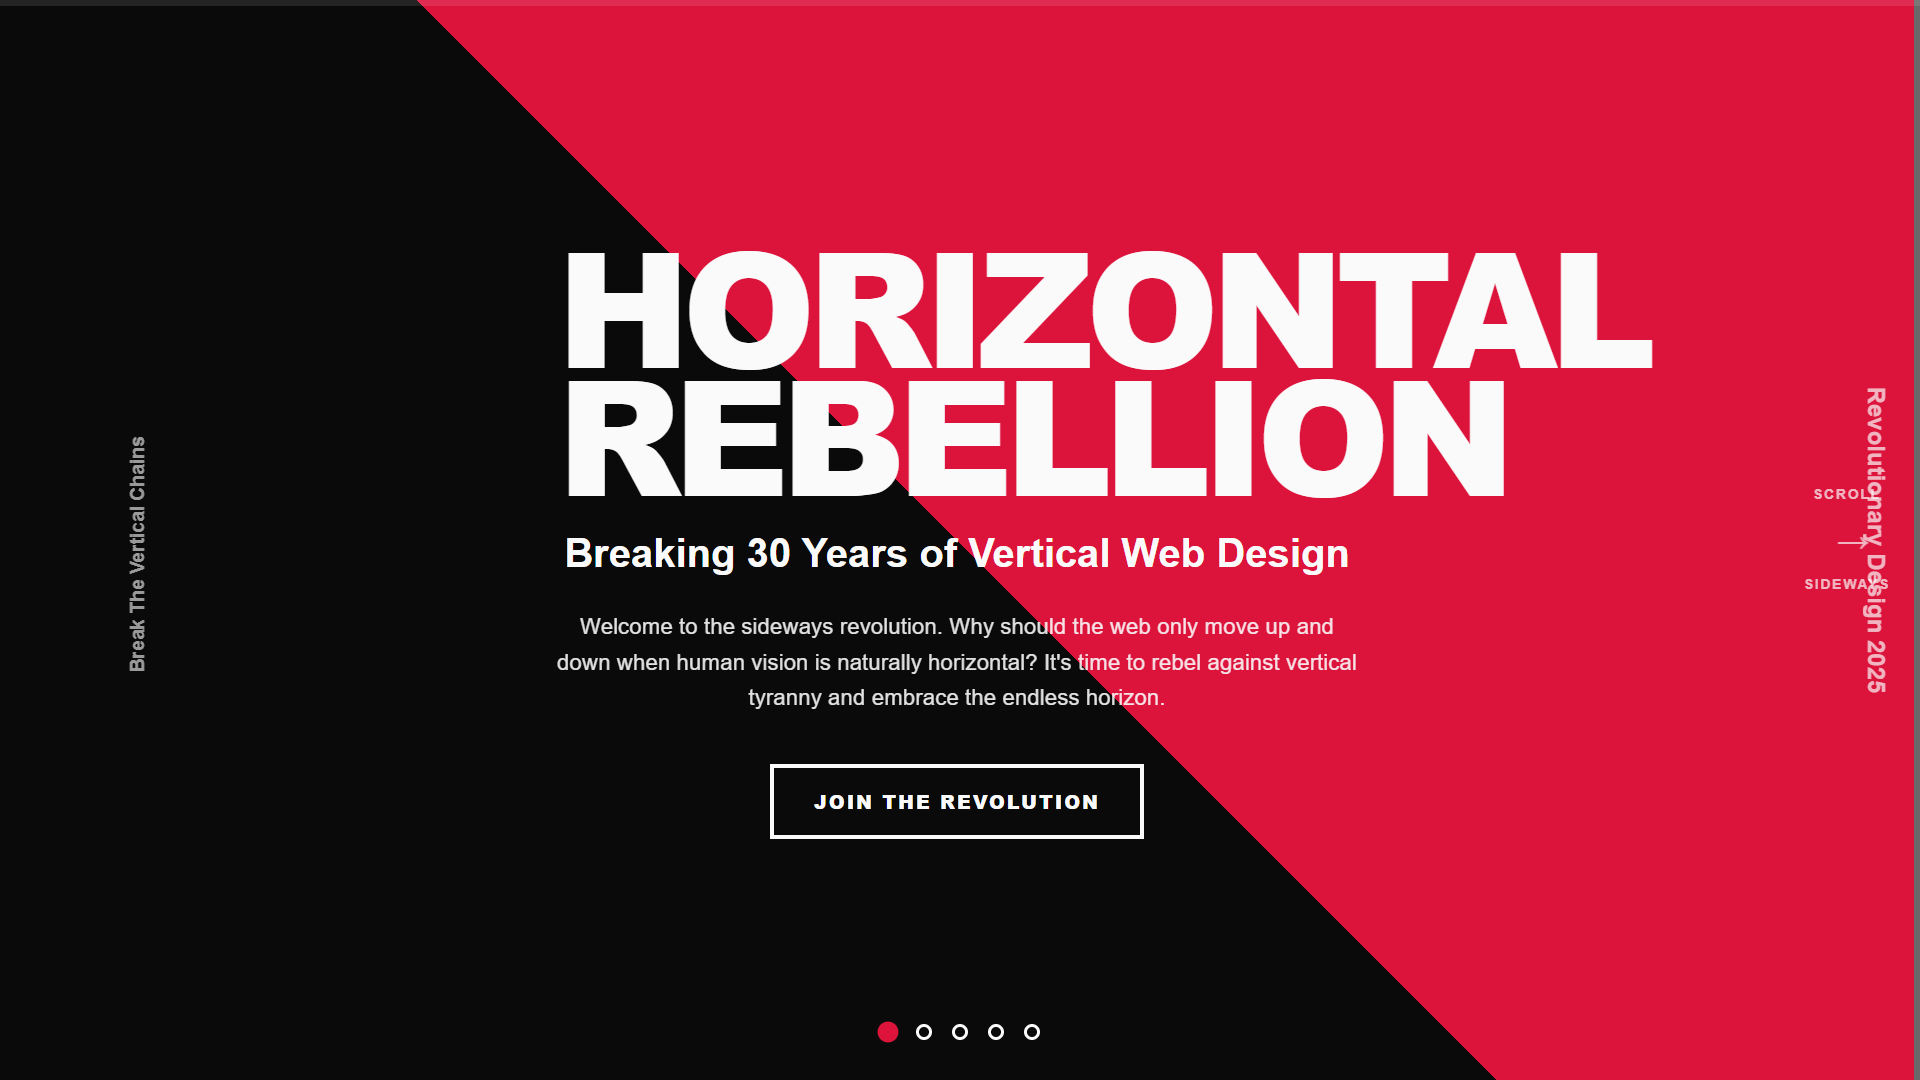 HORIZONTAL
REBELLION
Breaking 30 Years of Vertical Web Design
Welcome to the sideways revolution. Why should the web only move up and
down when human vision is naturally horizontal? It's time to rebel against vertical
tyranny and embrace the endless horizon.
JOIN THE REVOLUTION
Break The Vertical Chains
Revolutionary Design 2025
SCROLL
→
SIDEWAYS